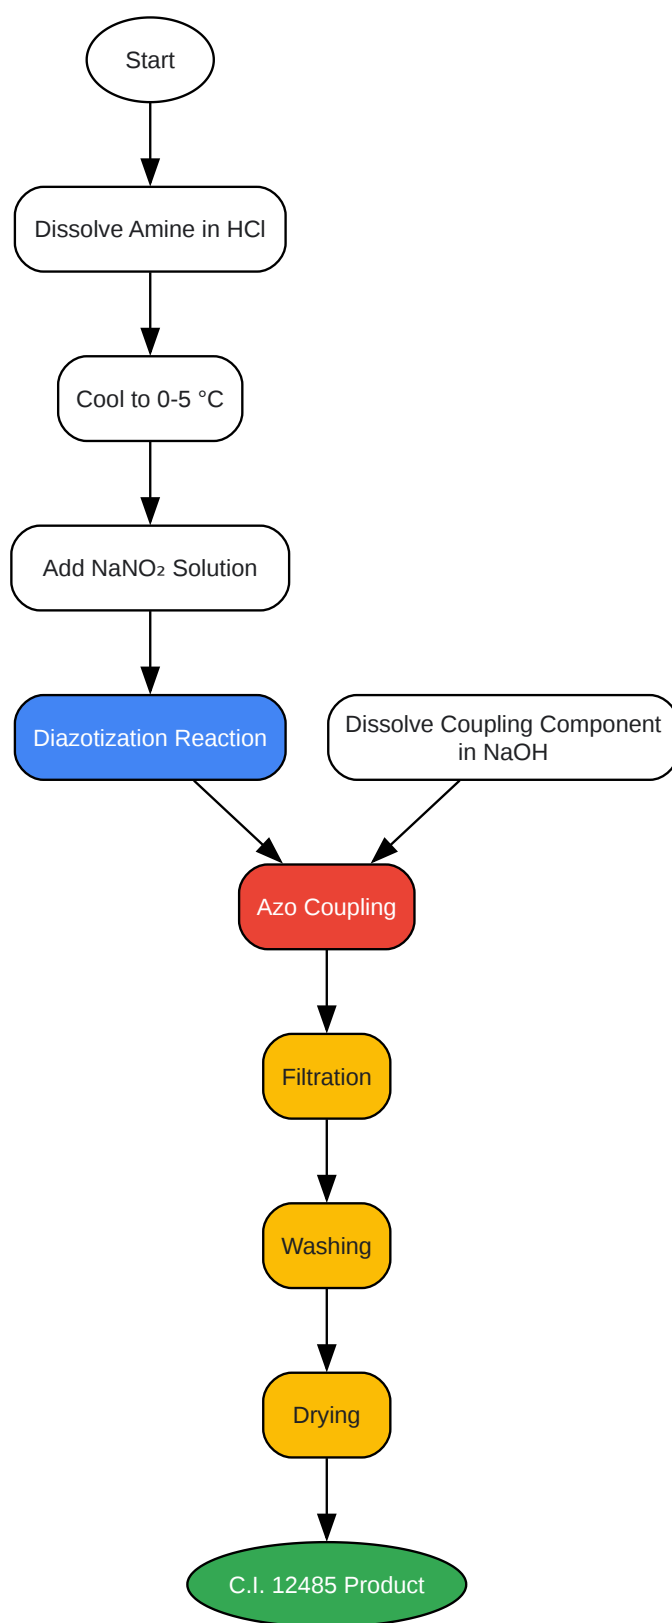 Start
Dissolve Amine in HCl
Cool to 0-5 °C
Add NaNO₂ Solution
Diazotization Reaction
Dissolve Coupling Component
in NaOH
Azo Coupling
Filtration
Washing
Drying
C.I. 12485 Product